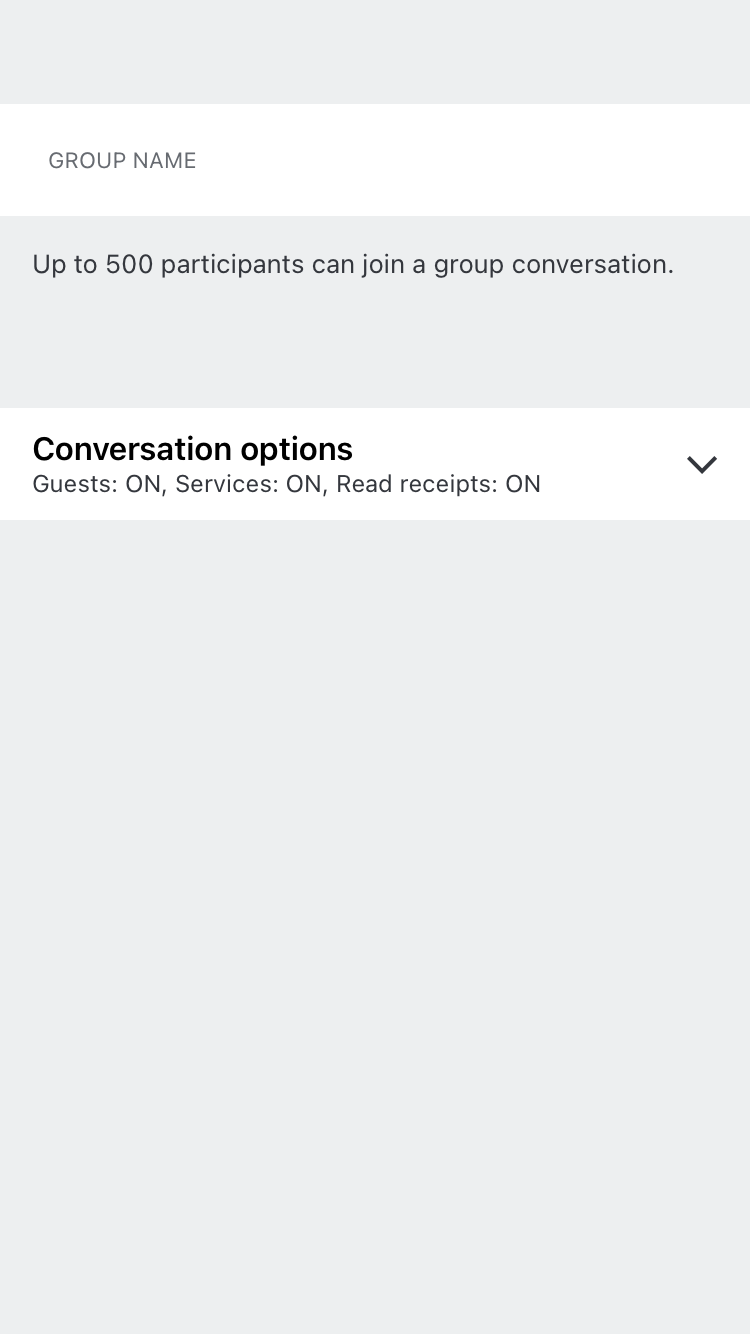 GROUP NAME
Up to 500 participants can join a group conversation.
Conversation options
Guests: ON, Services: ON, Read receipts: ON